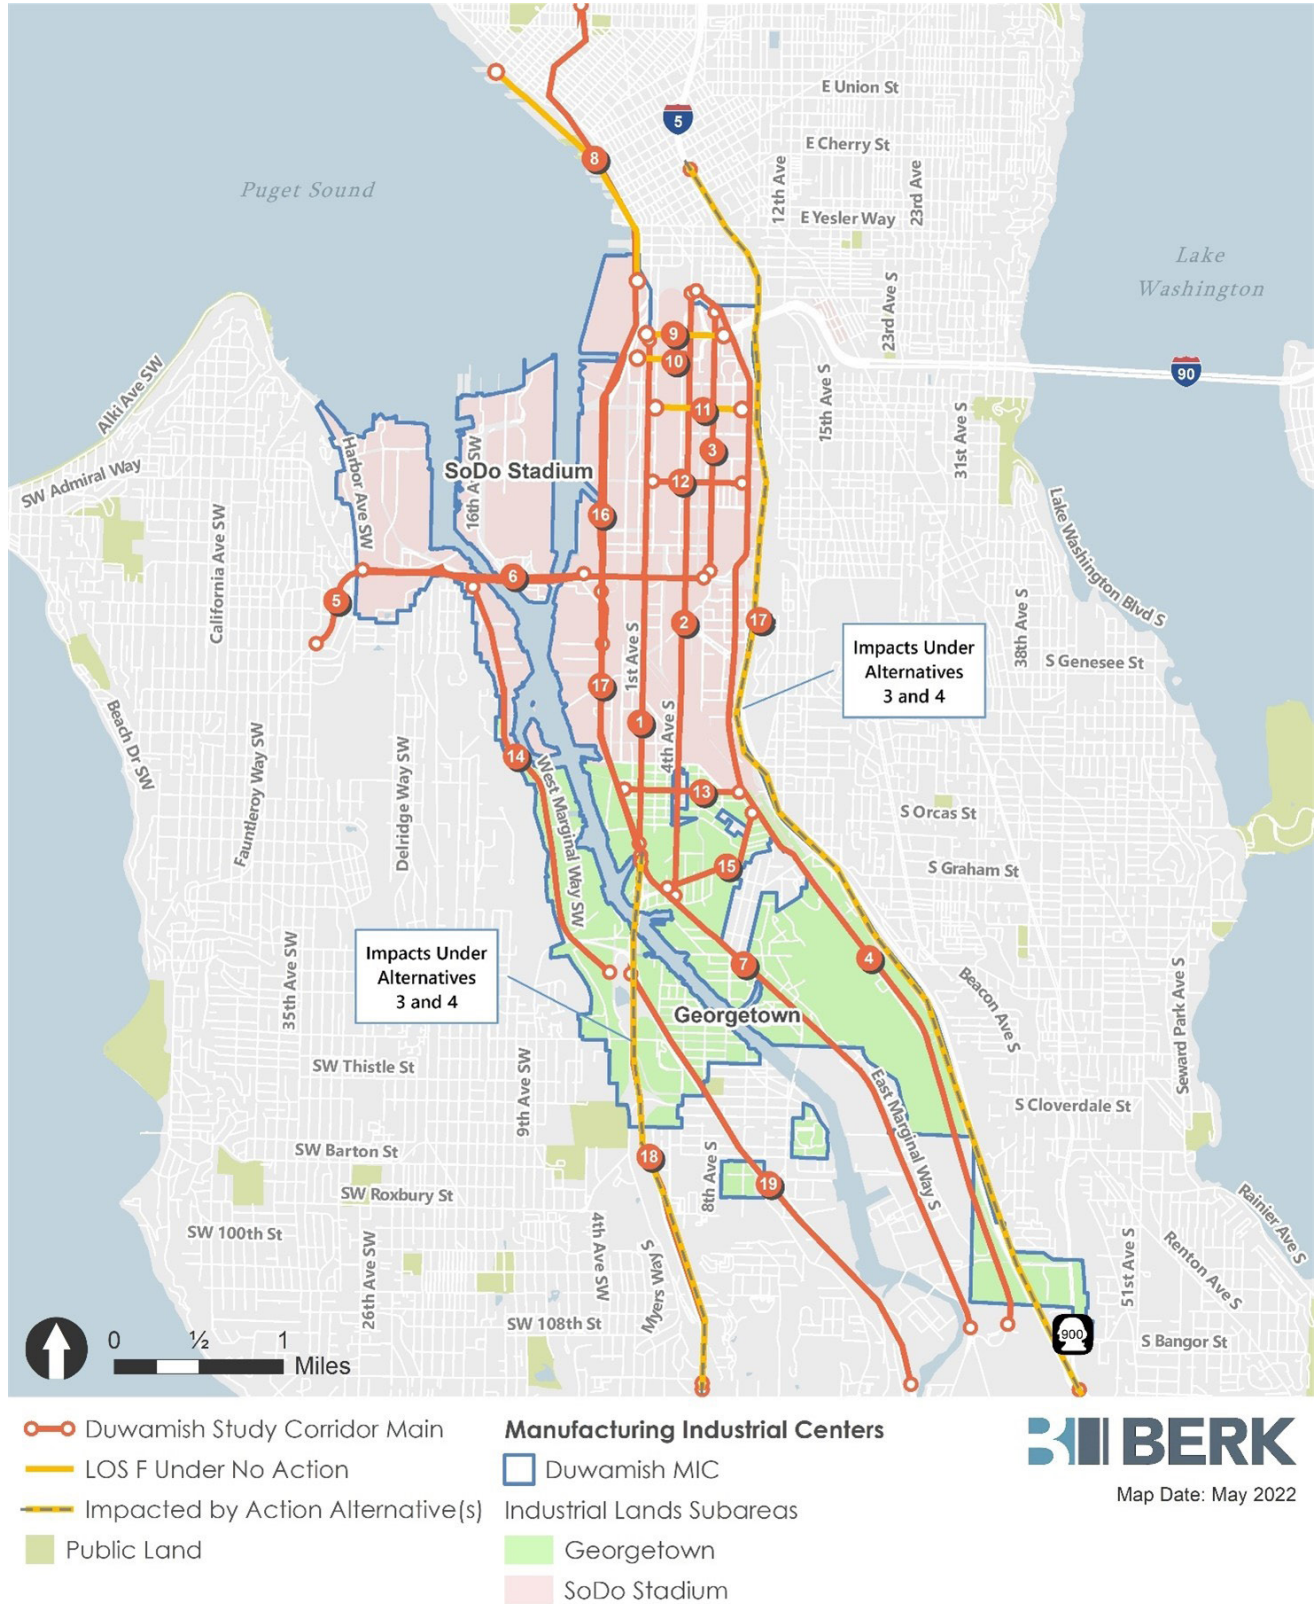 E Union St
5
E Cherry St
8
Puget Sound
12th Ave
23rd Ave
E Yesler Way
Lake
Washington
23rd Ave S
9
10
90
Alki Ave SW
15th Ave S
11
31st Ave S
3
Harbor Ave SW
16th Ave SW
SoDo Stadium
SW Admiral Way
12
16
Lake Washington Blvd S
California Ave SW
6
5
2
17
38th Ave S
1st Ave S
Impacts Under
Alternatives
3 and 4
S Genesee St
17
1
4th Ave S
Beach Dr SW
Fauntleroy Way SW
Delridge Way SW
14
West Marginal Way SW
13
S Orcas St
15
S Graham St
Impacts Under
Alternatives
3 and 4
35th Ave SW
7
4
Beacon Ave S
Seward Park Ave S
Georgetown
SW Thistle St
9th Ave SW
East Marginal Way S
S Cloverdale St
SW Barton St
18
8th Ave S
19
SW Roxbury St
SW 100th St
26th Ave SW
4th Ave SW
Myers Way S
51st Ave S
Renton Ave S
Rainier Ave S
SW 108th St
900
S Bangor St
0 ½ 1
Miles
Duwamish Study Corridor Main
LOS F Under No Action
Impacted by Action Alternative(s)
Public Land
Manufacturing Industrial Centers
Duwamish MIC
Industrial Lands Subareas
Georgetown
SoDo Stadium
BERK
Map Date: May 2022